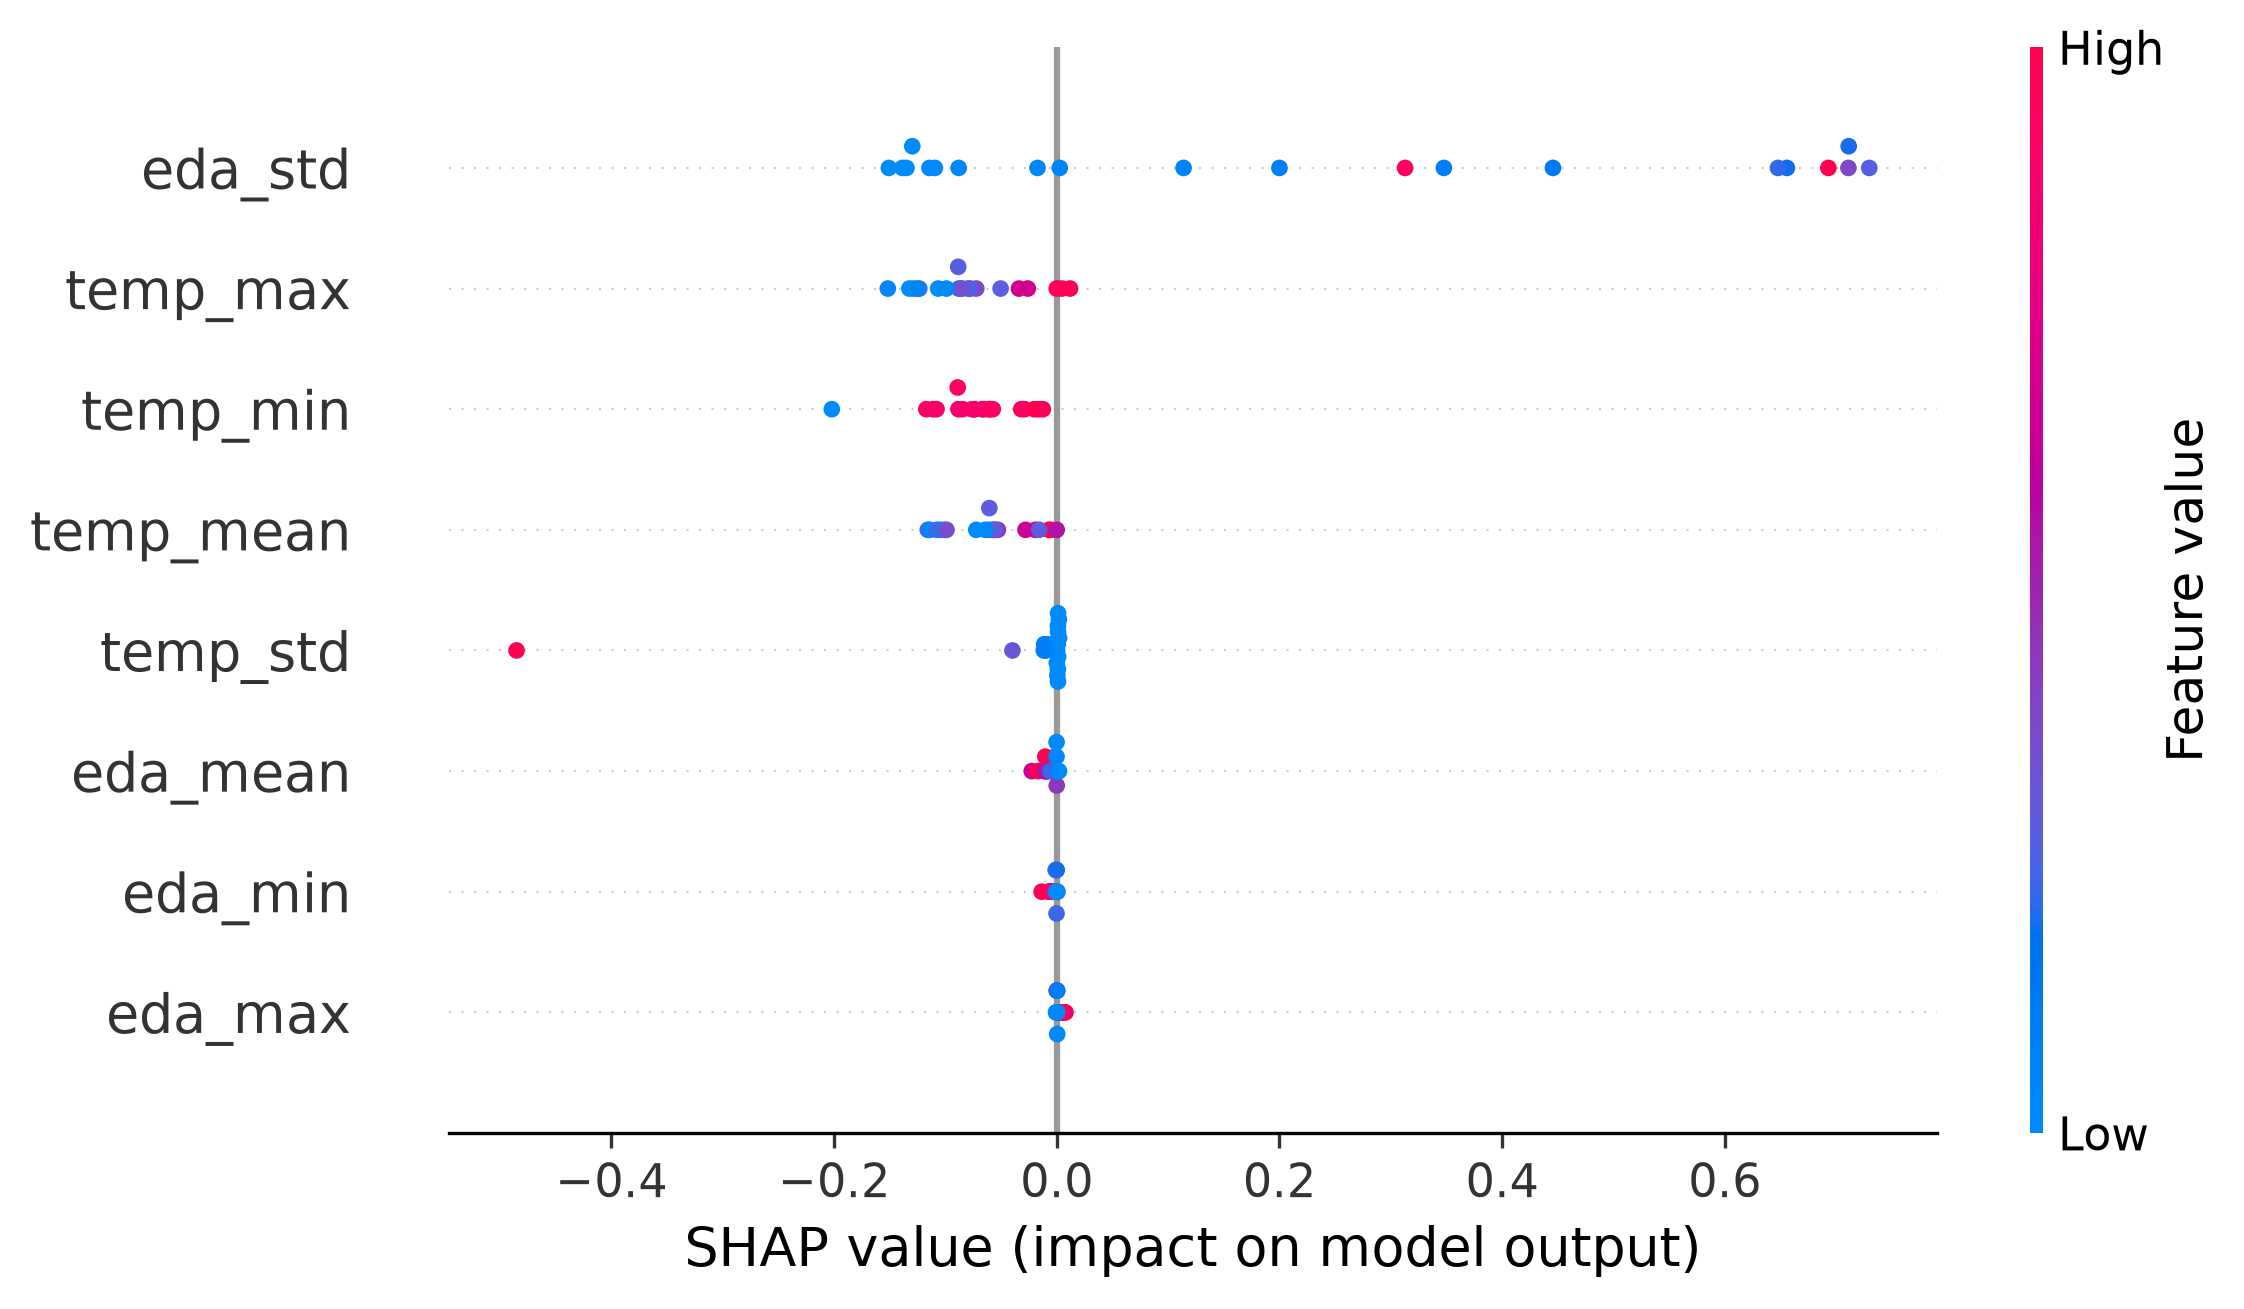 High
eda_std
temp_max
temp_min
temp_mean
temp_std
eda_mean
eda_min
eda_max
Feature value
Low
−0.4 −0.2 0.0 0.2 0.4 0.6
SHAP value (impact on model output)